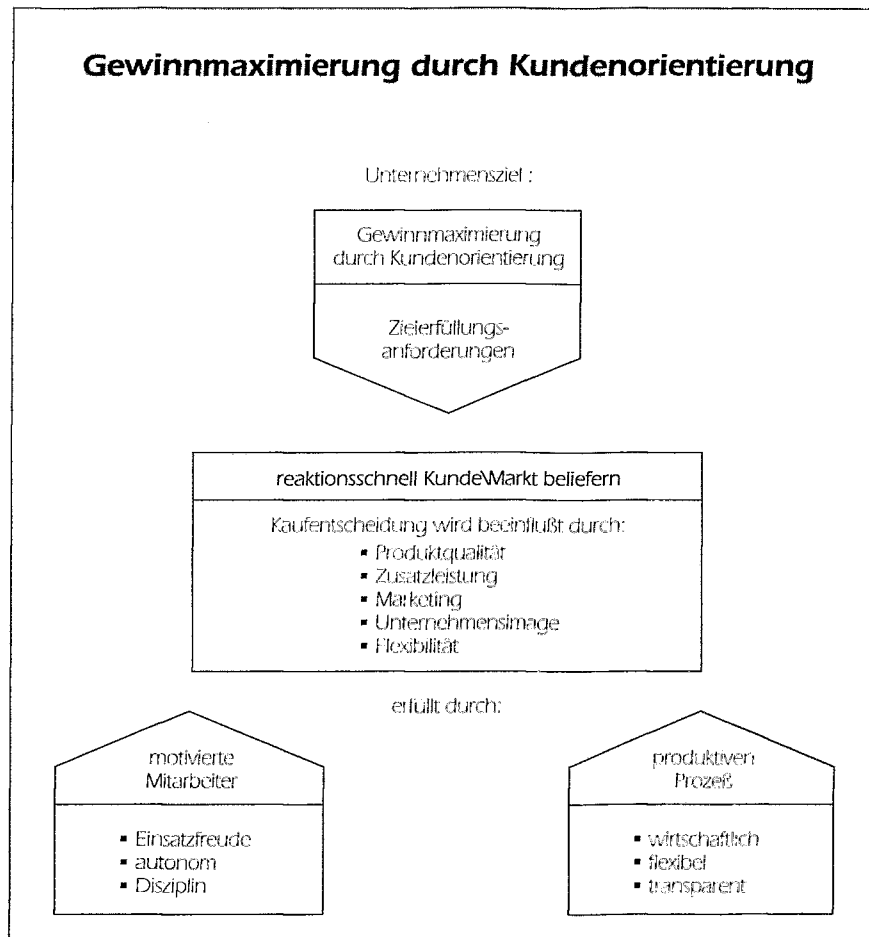 Gewinnmaximierung durch Kundenorientierung
Unternehmensziel :
Gewinnmaximierung
durch Kundenorientierung
Zielerfüllungs-
anforderungen
reaktionsschnell Kunde\Markt beliefern
Kaufentscheidung wird beeinflußt durch:
▪ Produktqualität
▪ Zusatzleistung
▪ Marketing
▪ Unternehmensimage
▪ Flexibilität
erfüllt durch:
motivierte
Mitarbeiter
▪ Einsatzfreude
▪ autonom
▪ Disziplin
produktiven
Prozeß
▪ wirtschaftlich
▪ flexibel
▪ transparent